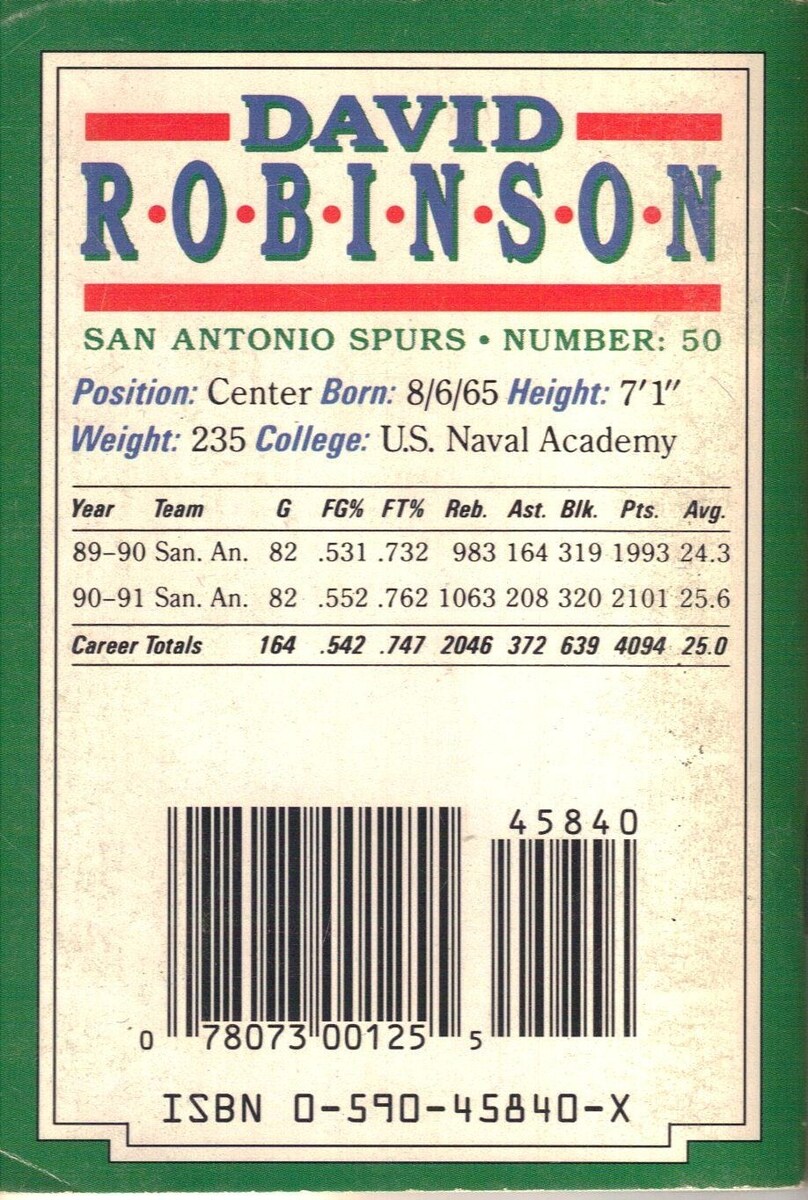 DAVID
R•O•B•I•N•S•O•N
SAN ANTONIO SPURS • NUMBER: 50
Position: Center Born: 8/6/65 Height: 7'1"
Weight: 235 College: U.S. Naval Academy
Year Team G FG% FT% Reb. Ast. Blk. Pts. Avg.
89–90 San. An. 82 .531 .732 983 164 319 1993 24.3
90–91 San. An. 82 .552 .762 1063 208 320 2101 25.6
Career Totals 164 .542 .747 2046 372 639 4094 25.0
45840
0 78073 00125 5
ISBN 0-590-45840-X